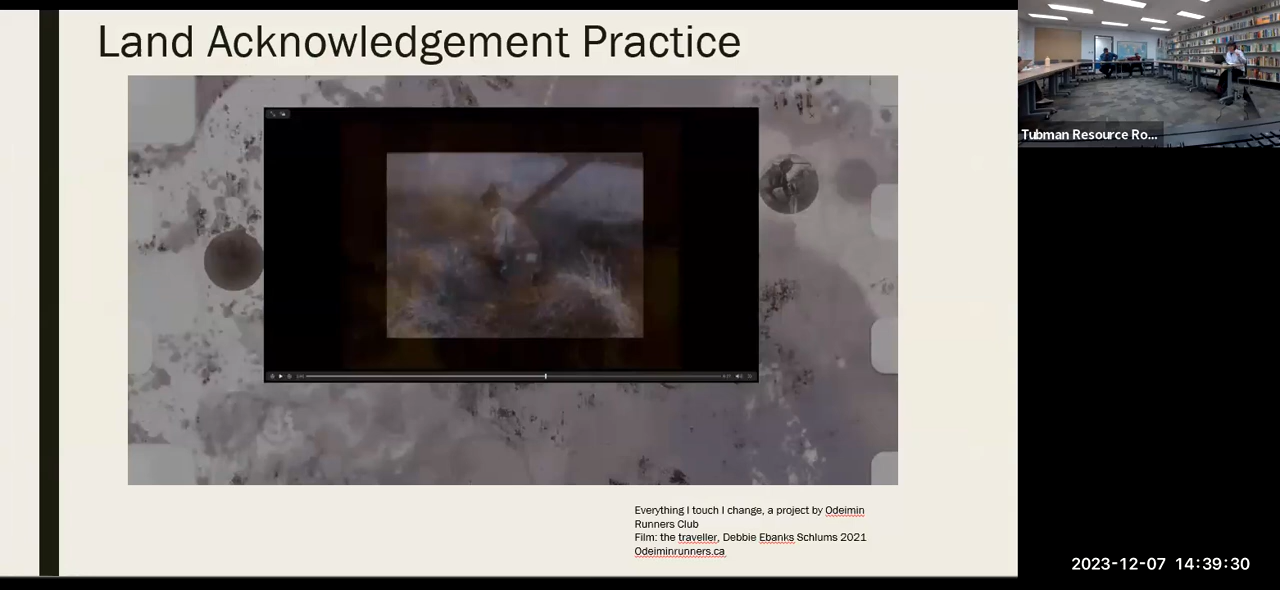 Land Acknowledgement Practice
Tubman Resource Ro...
Everything I touch I change, a project by Odeimin
Runners Club
Film: the traveller, Debbie Ebanks Schlums 2021
Odeiminrunners.ca
2023-12-07 14:39:30